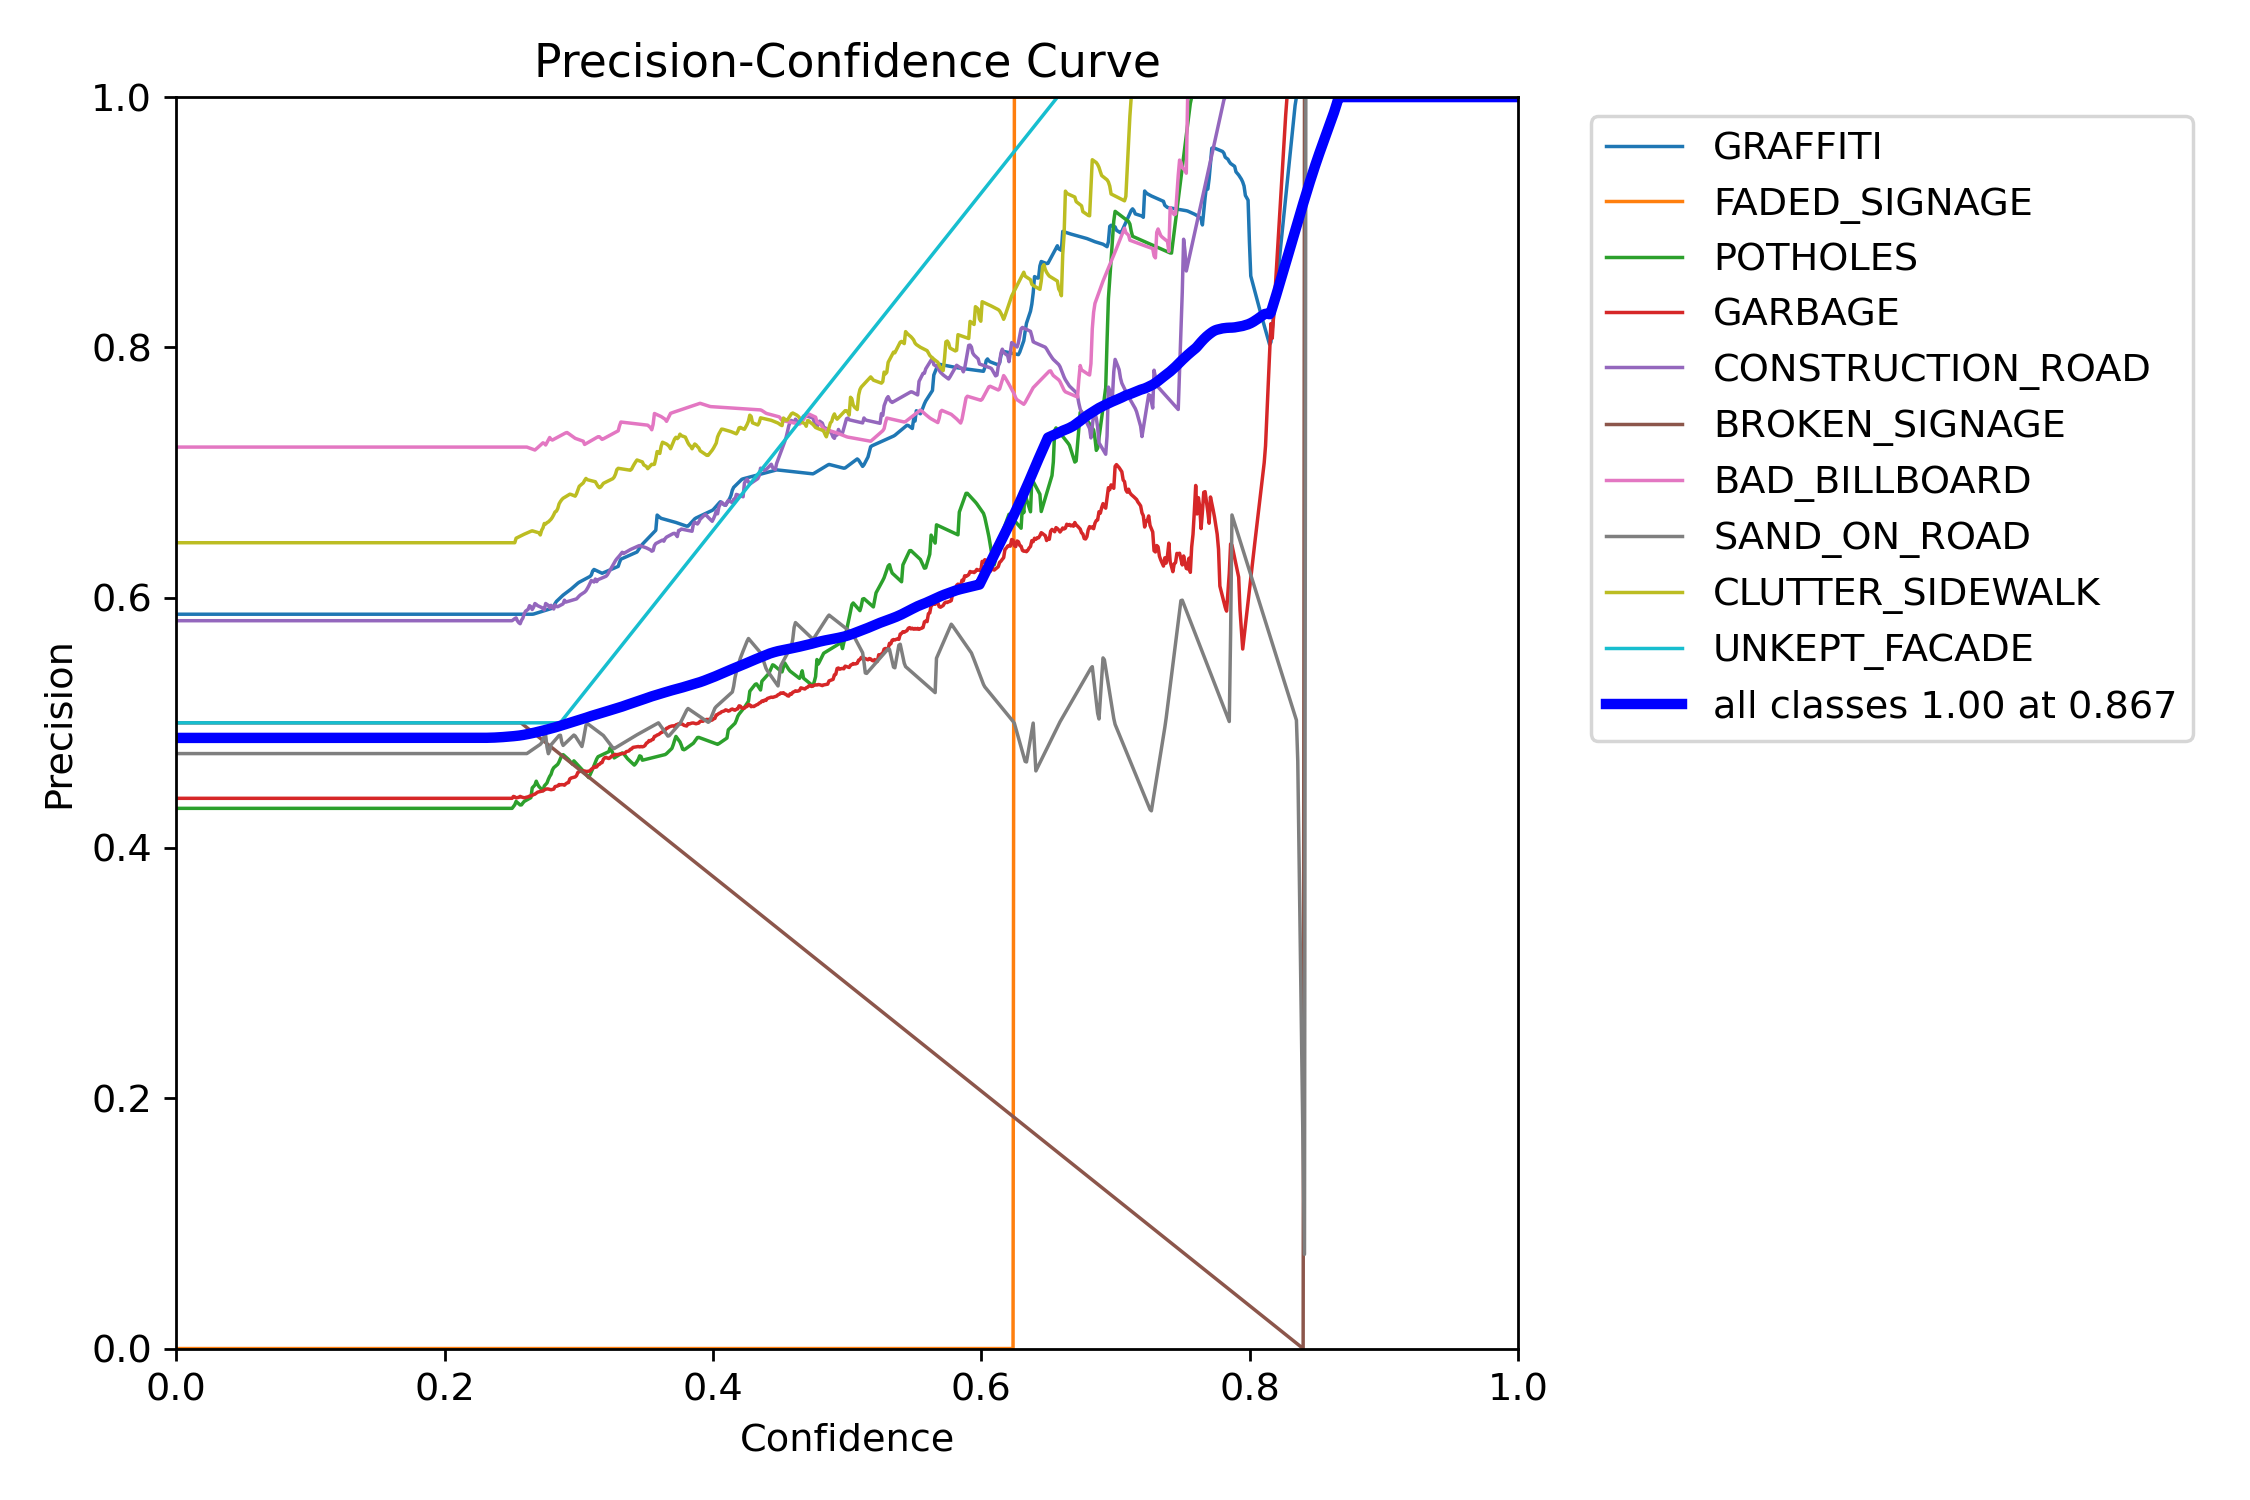 Precision-Confidence Curve
1.0
0.8
0.6
0.4
0.2
0.0
Precision
0.0 0.2 0.4 0.6 0.8 1.0
Confidence
GRAFFITI
FADED_SIGNAGE
POTHOLES
GARBAGE
CONSTRUCTION_ROAD
BROKEN_SIGNAGE
BAD_BILLBOARD
SAND_ON_ROAD
CLUTTER_SIDEWALK
UNKEPT_FACADE
all classes 1.00 at 0.867